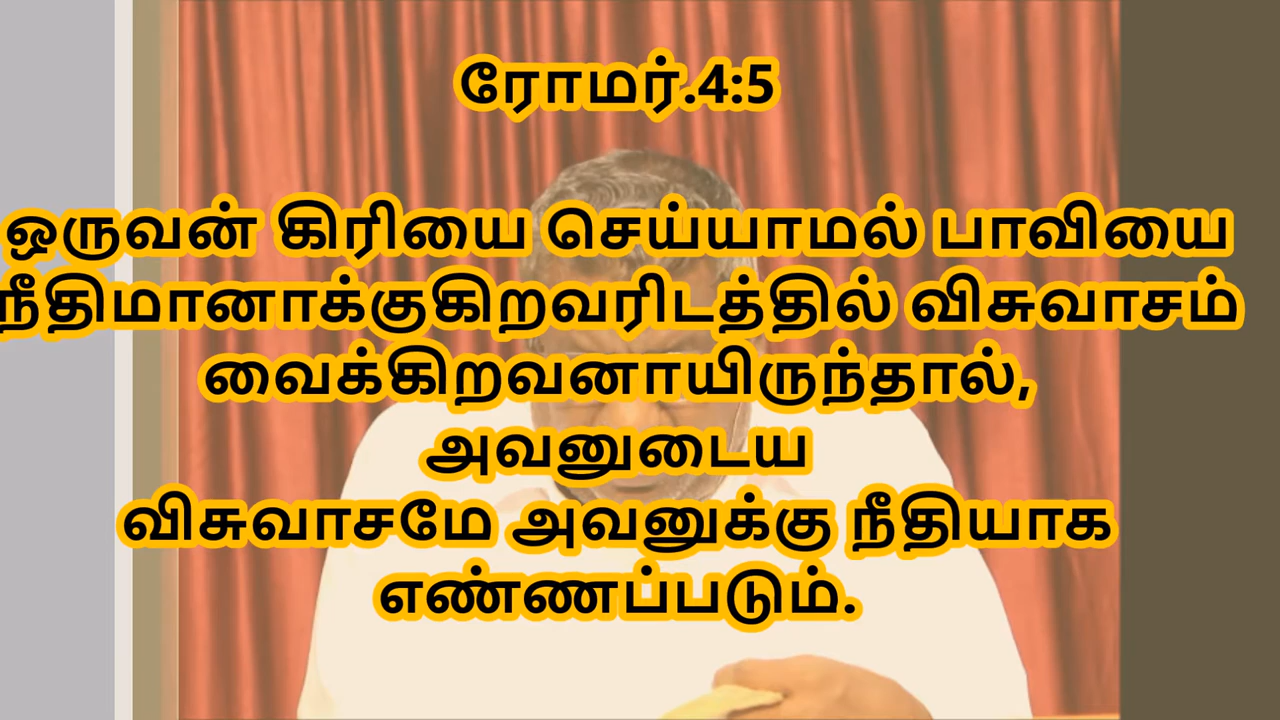 ரோமர்.4:5
ஒருவன் கிரியை செய்யாமல் பாவியை
நீதிமானாக்குகிறவரிடத்தில் விசுவாசம்
வைக்கிறவனாயிருந்தால்,
அவனுடைய
விசுவாசமே அவனுக்கு நீதியாக
எண்ணப்படும்.